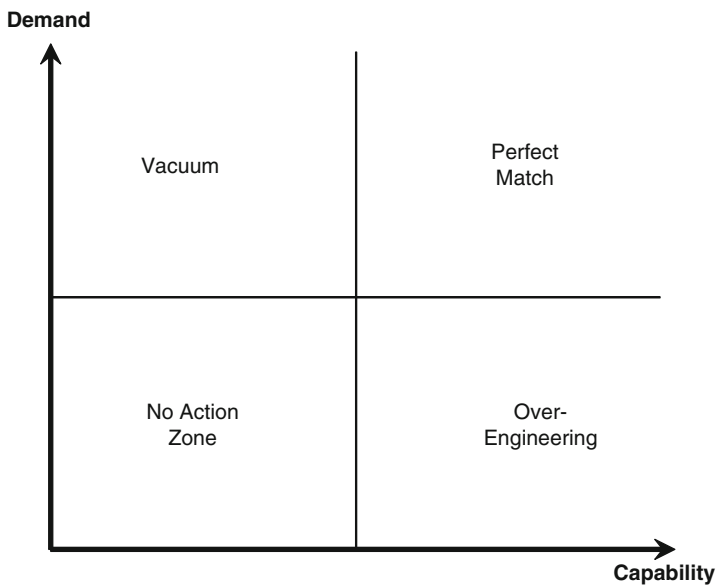 Demand
Vacuum
Perfect
Match
No Action
Zone
Over-
Engineering
Capability